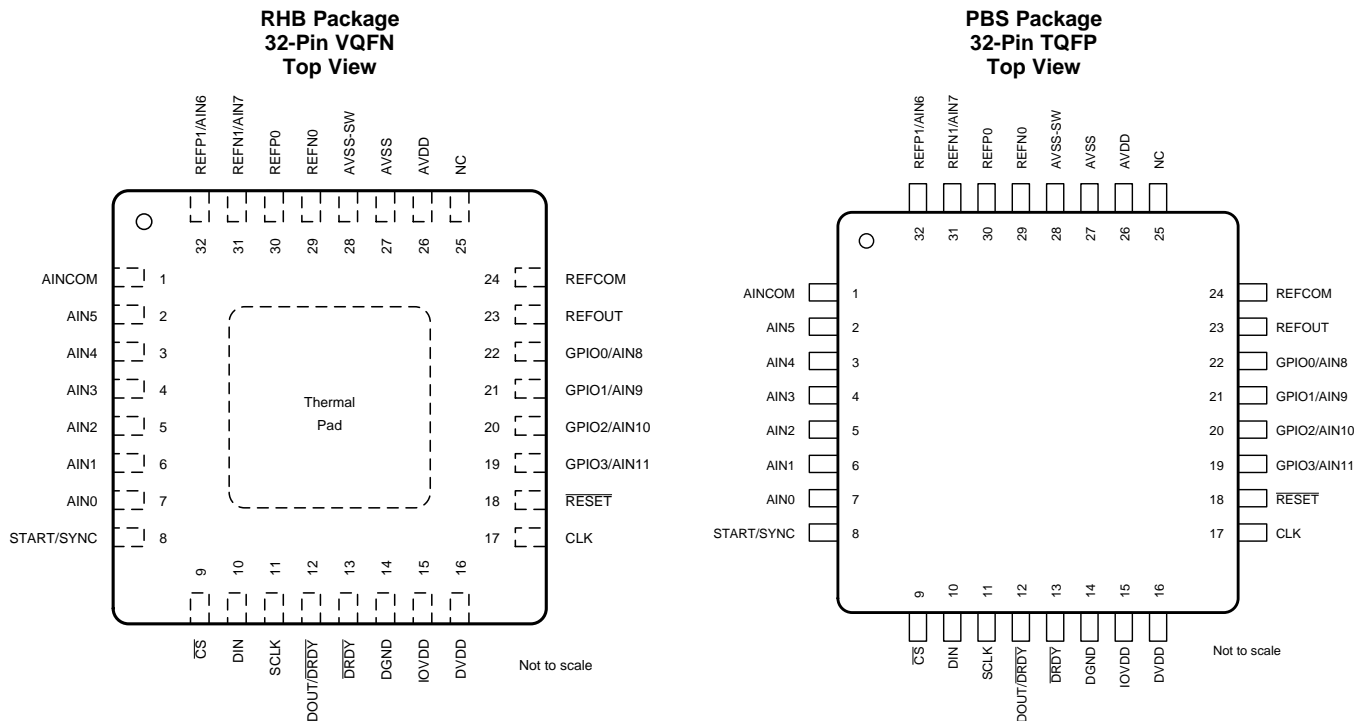 RHB Package
32-Pin VQFN
Top View
REFP1/AIN6
REFN1/AIN7
REFP0
REFN0
AVSS-SW
AVSS
AVDD
NC
32
31
30
29
28
27
26
25
AINCOM 1
AIN5 2
AIN4 3
AIN3 4
AIN2 5
AIN1 6
AIN0 7
START/SYNC 8
Thermal
Pad
24 REFCOM
23 REFOUT
22 GPIO0/AIN8
21 GPIO1/AIN9
20 GPIO2/AIN10
19 GPIO3/AIN11
18 RESET
17 CLK
9
10
11
12
13
14
15
16
CS
DIN
SCLK
DOUT/DRDY
DRDY
DGND
IOVDD
DVDD
Not to scale
PBS Package
32-Pin TQFP
Top View
REFP1/AIN6
REFN1/AIN7
REFP0
REFN0
AVSS-SW
AVSS
AVDD
NC
32
31
30
29
28
27
26
25
AINCOM 1
AIN5 2
AIN4 3
AIN3 4
AIN2 5
AIN1 6
AIN0 7
START/SYNC 8
24 REFCOM
23 REFOUT
22 GPIO0/AIN8
21 GPIO1/AIN9
20 GPIO2/AIN10
19 GPIO3/AIN11
18 RESET
17 CLK
9
10
11
12
13
14
15
16
CS
DIN
SCLK
DOUT/DRDY
DRDY
DGND
IOVDD
DVDD
Not to scale